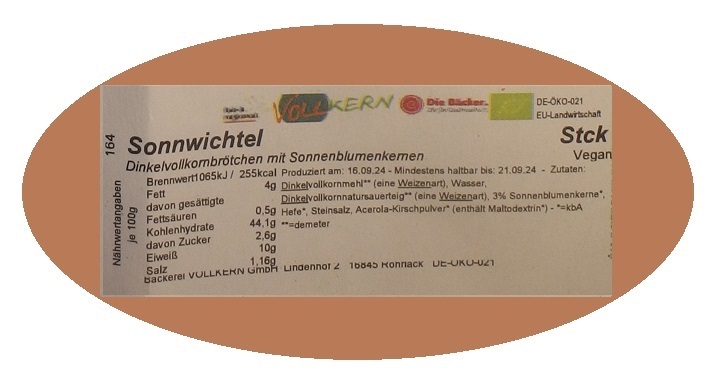 VOLLKERN Die Bäcker. DE-ÖKO-021
EU-Landwirtschaft
164
Sonnwichtel Stck
Dinkelvollkornbrötchen mit Sonnenblumenkernen Vegan
Nährwertangaben
je 100g
Brennwert1065kJ / 255kcal
Fett 4g
davon gesättigte
Fettsäuren 0,5g
Kohlenhydrate 44,1g
davon Zucker 2,6g
Eiweiß 10g
Salz 1,16g
Produziert am: 16.09.24 - Mindestens haltbar bis: 21.09.24 - Zutaten:
Dinkelvollkornmehl** (eine Weizenart), Wasser,
Dinkelvollkornnatursauerteig** (eine Weizenart), 3% Sonnenblumenkerne*,
Hefe*, Steinsalz, Acerola-Kirschpulver* (enthält Maltodextrin*) - *=kbA
**=demeter
Bäckerei VOLLKERN GmbH Lindenhof 2 16845 Rohrlack DE-ÖKO-021